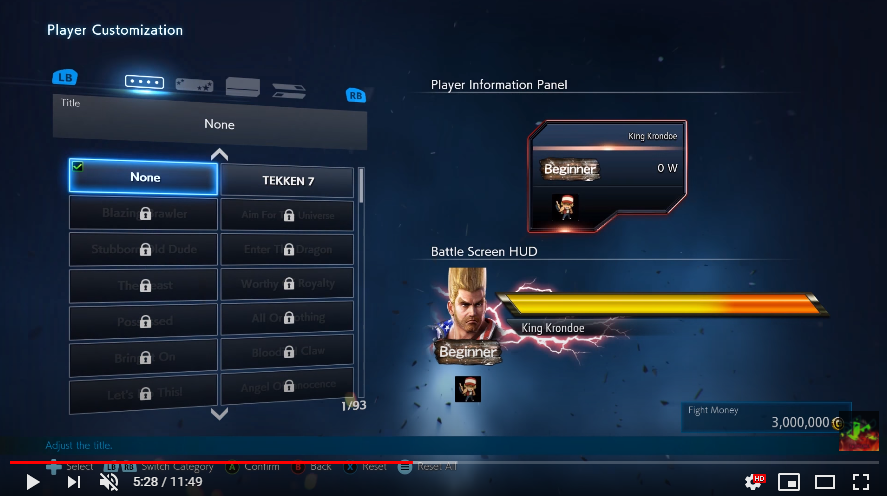 Player Customization
LB
RB
Title
None
None
TEKKEN 7
Blazing Brawler
Aim For The Universe
Stubborn Old Dude
Enter The Dragon
The Beast
Worthy Royalty
Possessed
All Or Nothing
Bring It On
Blood Claw
Let's This!
Angel Innocence
1/93
Player Information Panel
King Krondoe
Beginner
0 W
Battle Screen HUD
King Krondoe
Beginner
Fight Money
3,000,000 G
Adjust the title.
Select LB RB Switch Category A Confirm B Back X Reset Reset All
5:28 / 11:49
HD